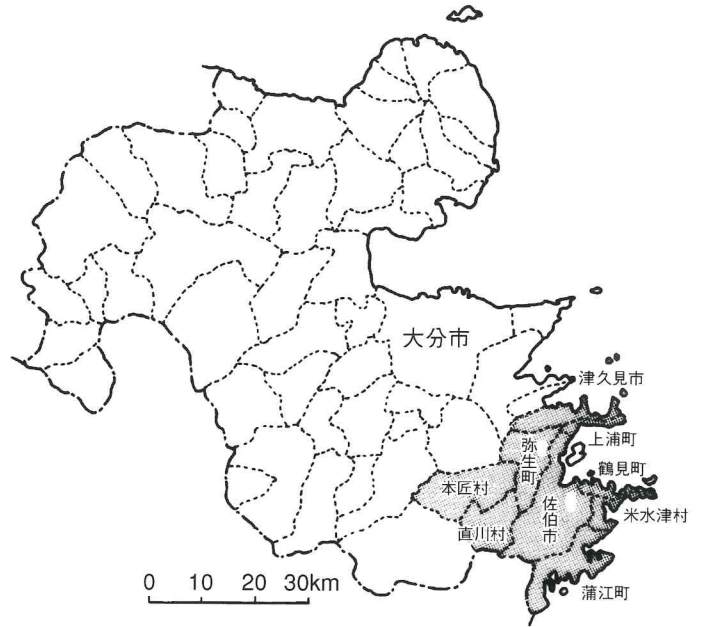 大分市
津久見市
上浦町
弥生町
鶴見町
本匠村
佐伯市
米水津村
直川村
蒲江町
0 10 20 30km